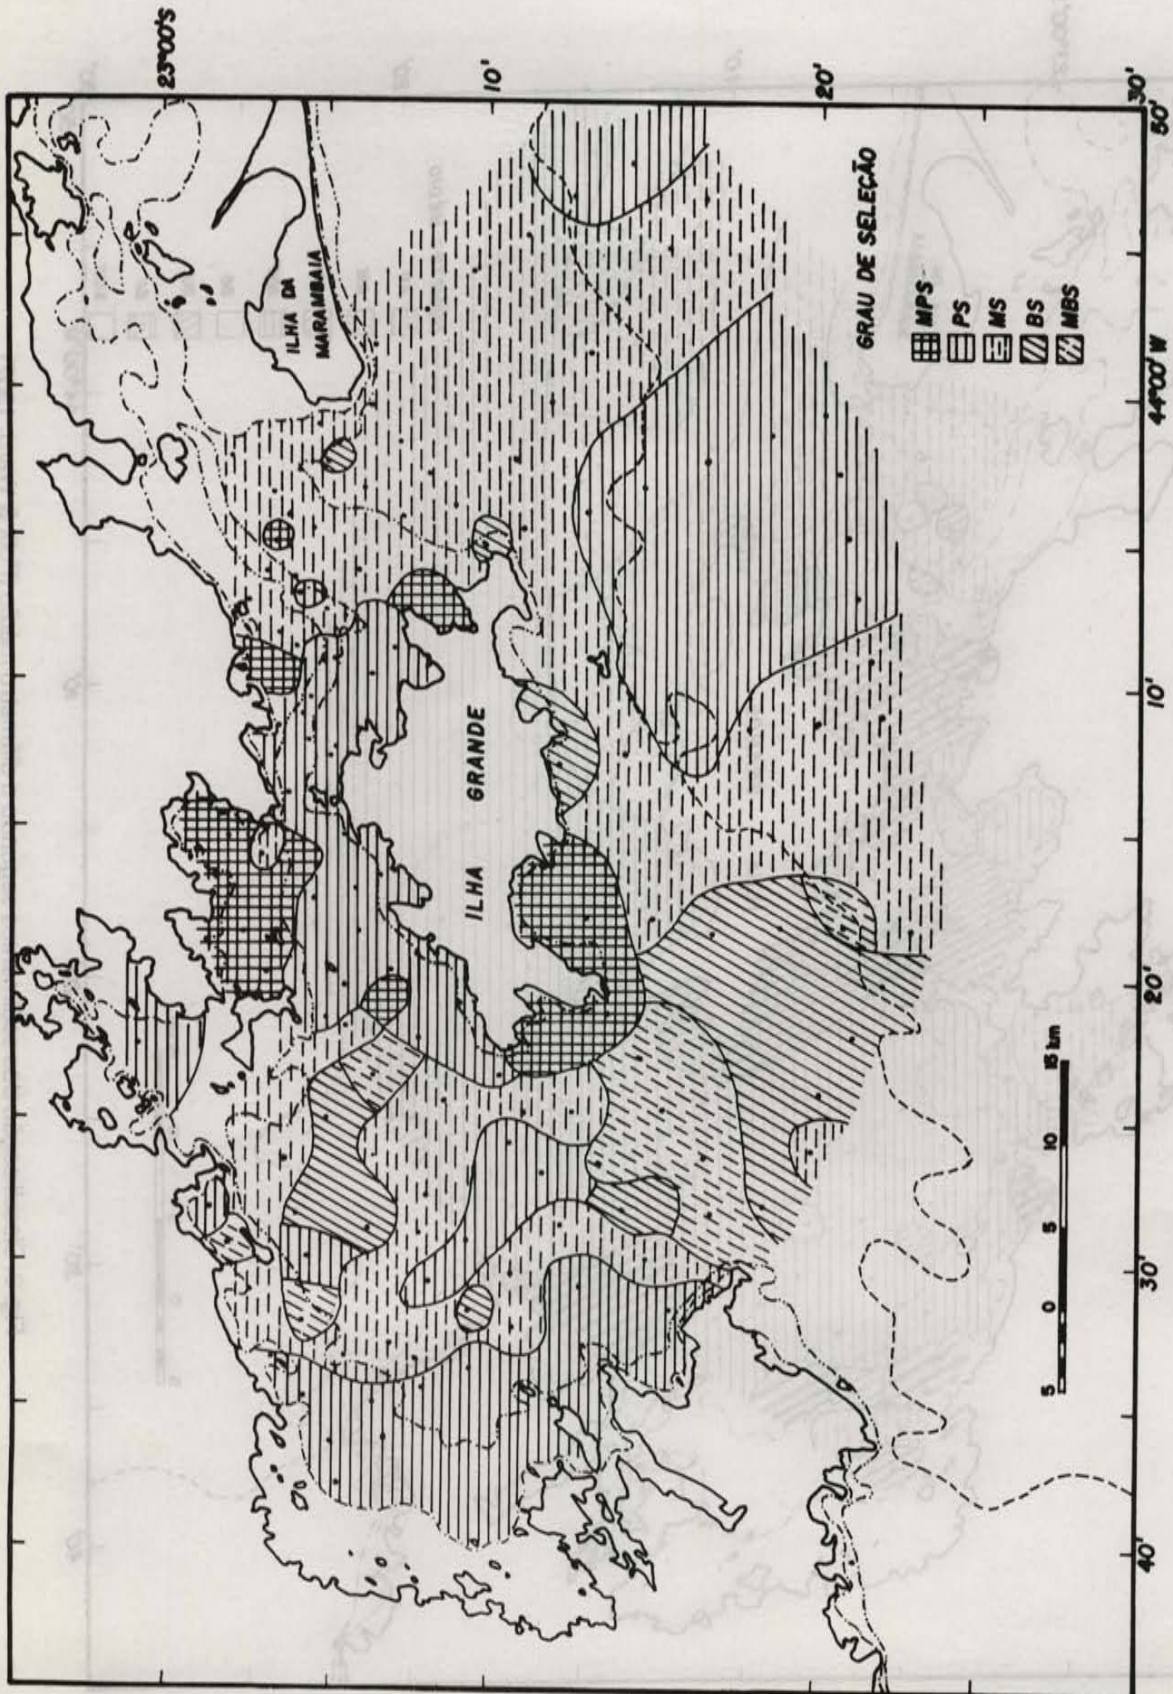 23°00'S
10'
20'
30'
50'
44°00' W
10'
20'
30'
40'
ILHA DA
MARAMBAIA
ILHA GRANDE
GRAU DE SELEÇÃO
MPS
PS
MS
BS
MBS
5 0 5 10 15 km